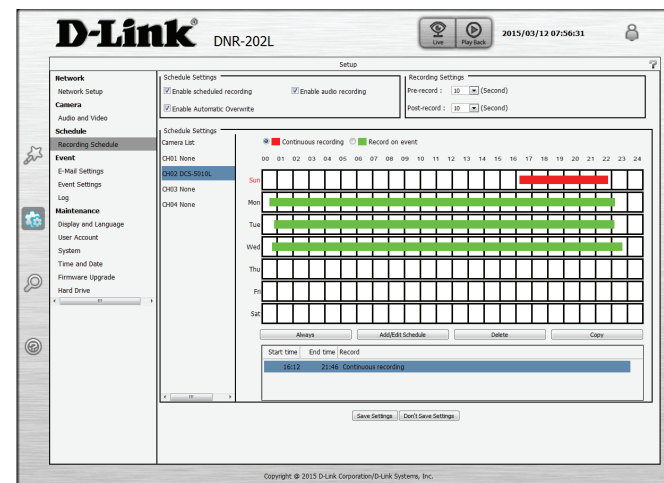 D-Link® DNR-202L
Live Play Back 2015/03/12 07:56:31
Setup
Network
Network Setup
Camera
Audio and Video
Schedule
Recording Schedule
Event
E-Mail Settings
Event Settings
Log
Maintenance
Display and Language
User Account
System
Time and Date
Firmware Upgrade
Hard Drive
Schedule Settings
Enable scheduled recording Enable audio recording
Enable Automatic Overwrite
Recording Settings
Pre-record : 10 (Second)
Post-record : 10 (Second)
Schedule Settings
Camera List
CH01 None
CH02 DCS-5010L
CH03 None
CH04 None
Continuous recording Record on event
00 01 02 03 04 05 06 07 08 09 10 11 12 13 14 15 16 17 18 19 20 21 22 23 24
Sun
Mon
Tue
Wed
Thu
Fri
Sat
Always Add/Edit Schedule Delete Copy
Start time End time Record
16:12 21:46 Continuous recording
Save Settings Don't Save Settings
Copyright @ 2015 D-Link Corporation/D-Link Systems, Inc.